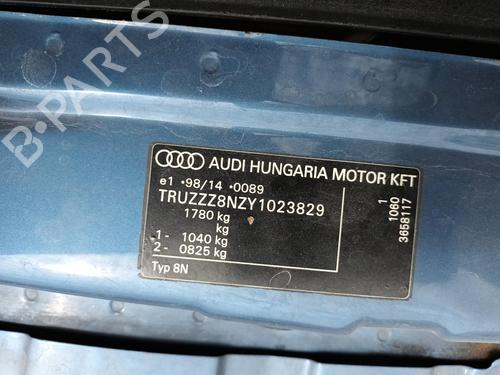 B-PARTS
AUDI HUNGARIA MOTOR KFT
e1 *98/14 *0089
TRUZZZ8NZY1023829
1780 kg
kg
1- 1040 kg
2- 0825 kg
Typ 8N
1
1060
3658117